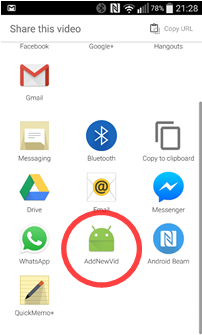 78% 21:28
Share this video
COPY URL
Facebook Google+ Hangouts
Gmail
Messaging Bluetooth Copy to clipboard
Drive Email Messenger
WhatsApp AddNewVid Android Beam
QuickMemo+